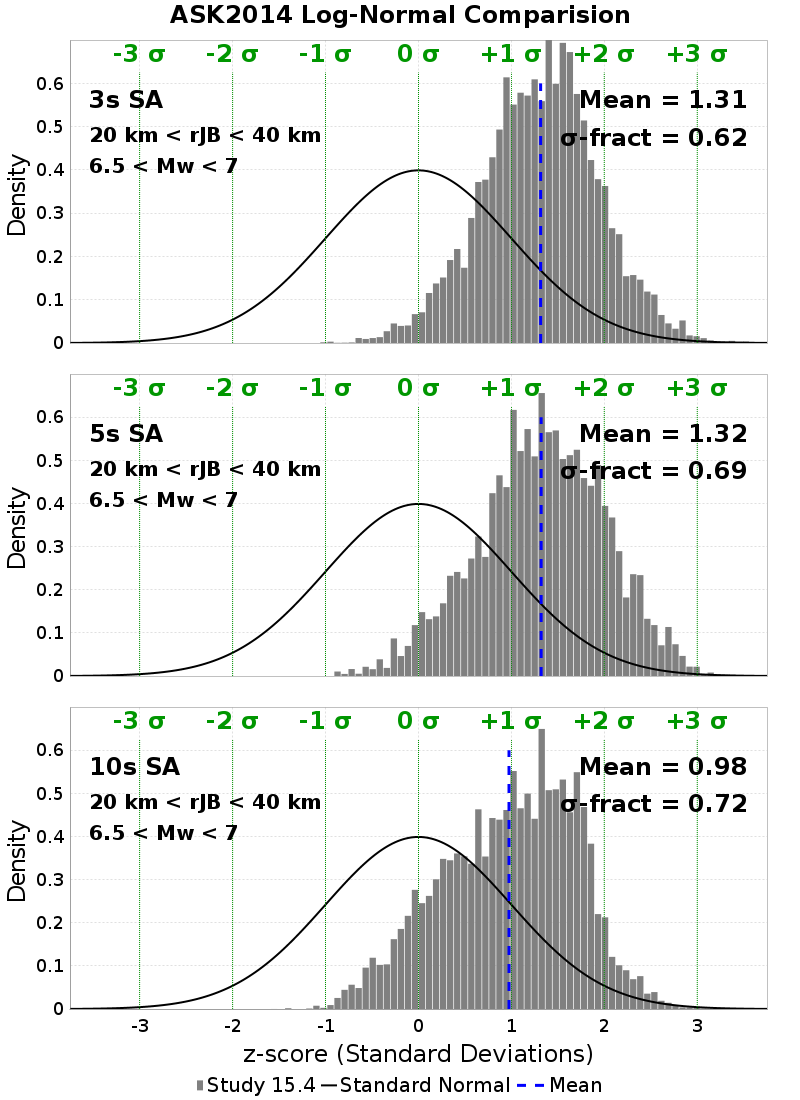 ASK2014 Log-Normal Comparision
-3 σ -2 σ -1 σ 0 σ +1 σ +2 σ +3 σ
3s SA
Mean = 1.31
20 km < rJB < 40 km
σ-fract = 0.62
6.5 < Mw < 7
Density
0.6
0.5
0.4
0.3
0.2
0.1
0
-3 σ -2 σ -1 σ 0 σ +1 σ +2 σ +3 σ
5s SA
Mean = 1.32
20 km < rJB < 40 km
σ-fract = 0.69
6.5 < Mw < 7
Density
0.6
0.5
0.4
0.3
0.2
0.1
0
-3 σ -2 σ -1 σ 0 σ +1 σ +2 σ +3 σ
10s SA
Mean = 0.98
20 km < rJB < 40 km
σ-fract = 0.72
6.5 < Mw < 7
Density
0.6
0.5
0.4
0.3
0.2
0.1
0
-3 -2 -1 0 1 2 3
z-score (Standard Deviations)
Study 15.4 Standard Normal Mean